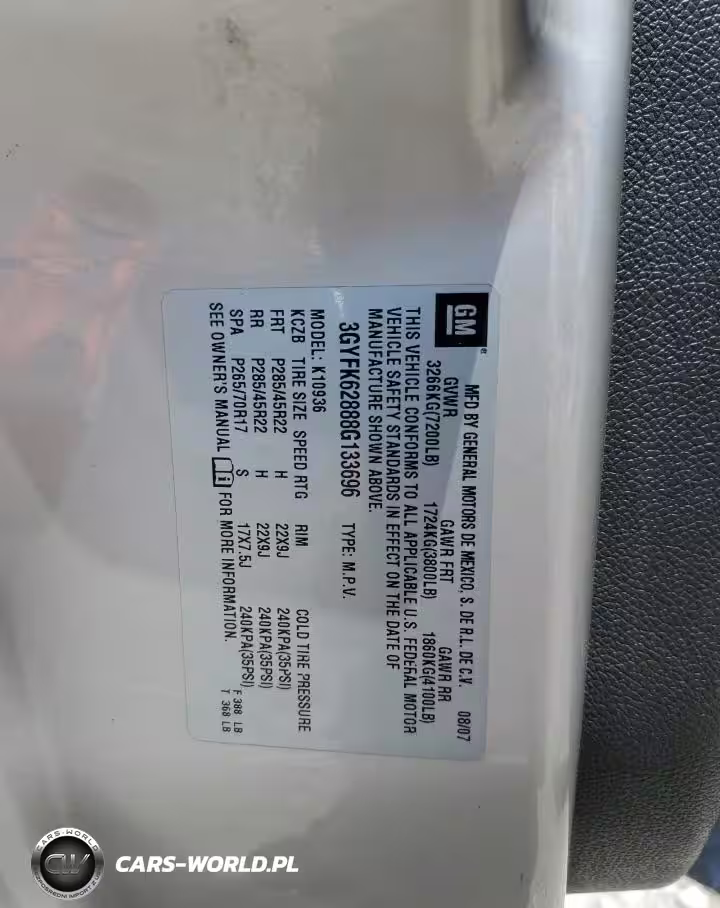 GM
MFD BY GENERAL MOTORS DE MEXICO, S. DE R.L. DE C.V. 08/07
GVWR GAWR FRT GAWR RR
3266KG(7200LB) 1724KG(3800LB) 1860KG(4100LB)
THIS VEHICLE CONFORMS TO ALL APPLICABLE U.S. FEDERAL MOTOR
VEHICLE SAFETY STANDARDS IN EFFECT ON THE DATE OF
MANUFACTURE SHOWN ABOVE.
3GYFK62888G133696 TYPE: M.P.V.
MODEL: K10936
KCZB TIRE SIZE SPEED RTG RIM COLD TIRE PRESSURE
FRT P285/45R22 H 22X9J 240KPA(35PSI)
RR P285/45R22 H 22X9J 240KPA(35PSI)
SPA P265/70R17 S 17X7.5J 240KPA(35PSI) F 388 LB
SEE OWNER'S MANUAL FOR MORE INFORMATION. T 368 LB
CARS-WORLD
CW
CARS-WORLD.PL